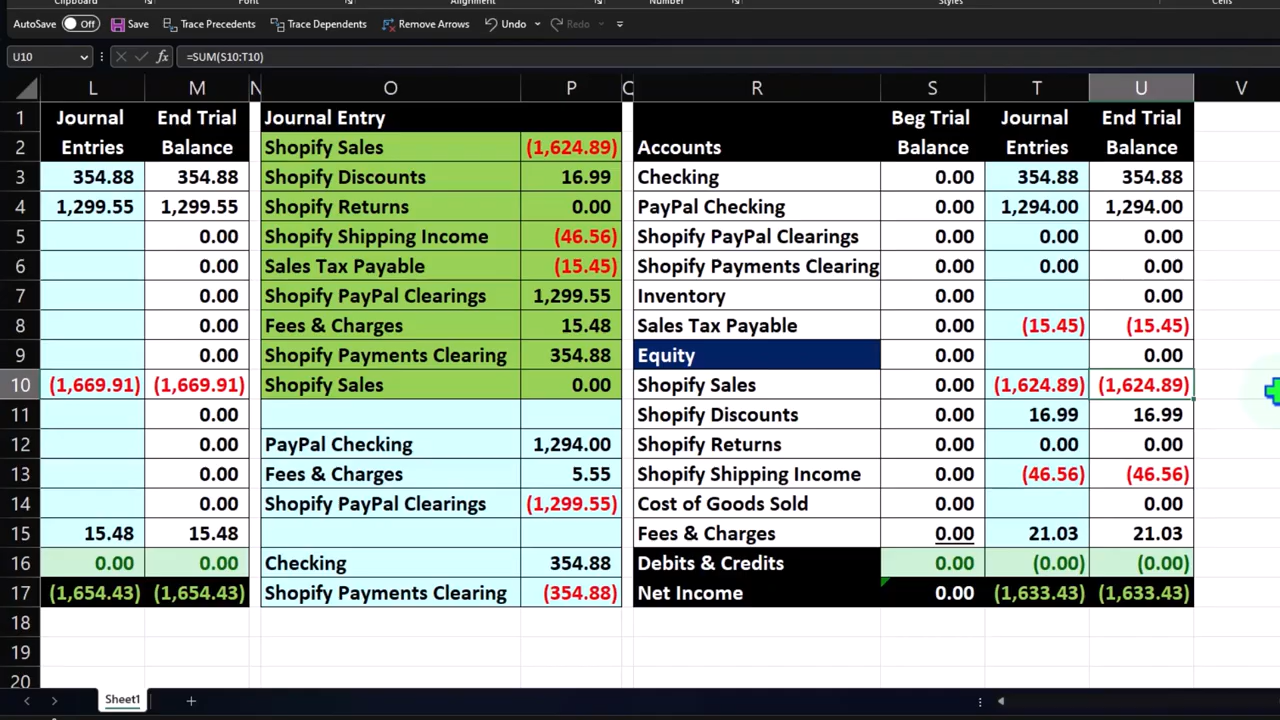 Clipboard Font Alignment Number Styles Cells
AutoSave Off Save Trace Precedents Trace Dependents Remove Arrows Undo Redo
U10 fx =SUM(S10:T10)
L M N O P Q R S T U V
1 Journal End Trial Journal Entry Beg Trial Journal End Trial
2 Entries Balance Shopify Sales (1,624.89) Accounts Balance Entries Balance
3 354.88 354.88 Shopify Discounts 16.99 Checking 0.00 354.88 354.88
4 1,299.55 1,299.55 Shopify Returns 0.00 PayPal Checking 0.00 1,294.00 1,294.00
5 0.00 Shopify Shipping Income (46.56) Shopify PayPal Clearings 0.00 0.00 0.00
6 0.00 Sales Tax Payable (15.45) Shopify Payments Clearing 0.00 0.00 0.00
7 0.00 Shopify PayPal Clearings 1,299.55 Inventory 0.00 0.00
8 0.00 Fees & Charges 15.48 Sales Tax Payable 0.00 (15.45) (15.45)
9 0.00 Shopify Payments Clearing 354.88 Equity 0.00 0.00
10 (1,669.91) (1,669.91) Shopify Sales 0.00 Shopify Sales 0.00 (1,624.89) (1,624.89)
11 0.00 Shopify Discounts 0.00 16.99 16.99
12 0.00 PayPal Checking 1,294.00 Shopify Returns 0.00 0.00 0.00
13 0.00 Fees & Charges 5.55 Shopify Shipping Income 0.00 (46.56) (46.56)
14 0.00 Shopify PayPal Clearings (1,299.55) Cost of Goods Sold 0.00 0.00
15 15.48 15.48 Fees & Charges 0.00 21.03 21.03
16 0.00 0.00 Checking 354.88 Debits & Credits 0.00 (0.00) (0.00)
17 (1,654.43) (1,654.43) Shopify Payments Clearing (354.88) Net Income 0.00 (1,633.43) (1,633.43)
18
19
20
Sheet1